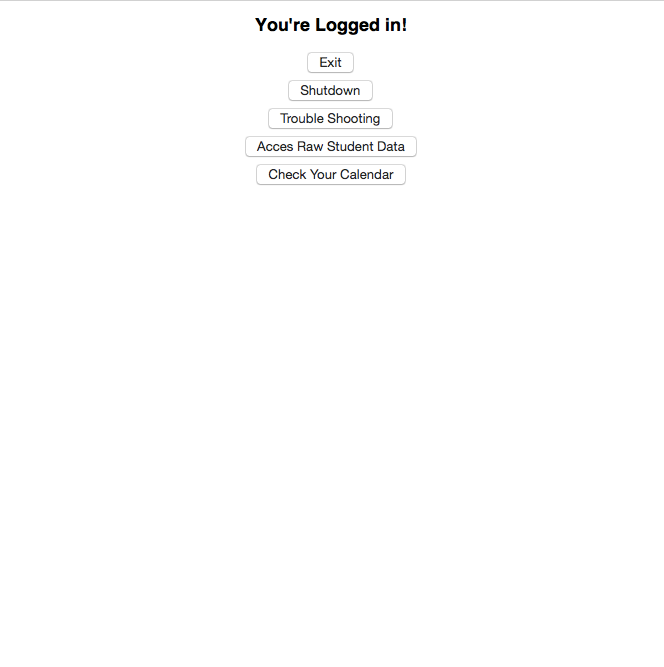 You're Logged in!
Exit
Shutdown
Trouble Shooting
Acces Raw Student Data
Check Your Calendar